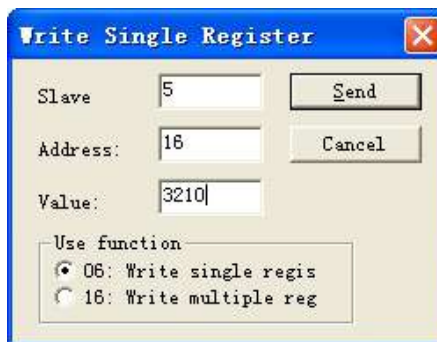 Write Single Register
Slave 5 Send
Address: 16 Cancel
Value: 3210
Use function
06: Write single regis
16: Write multiple reg